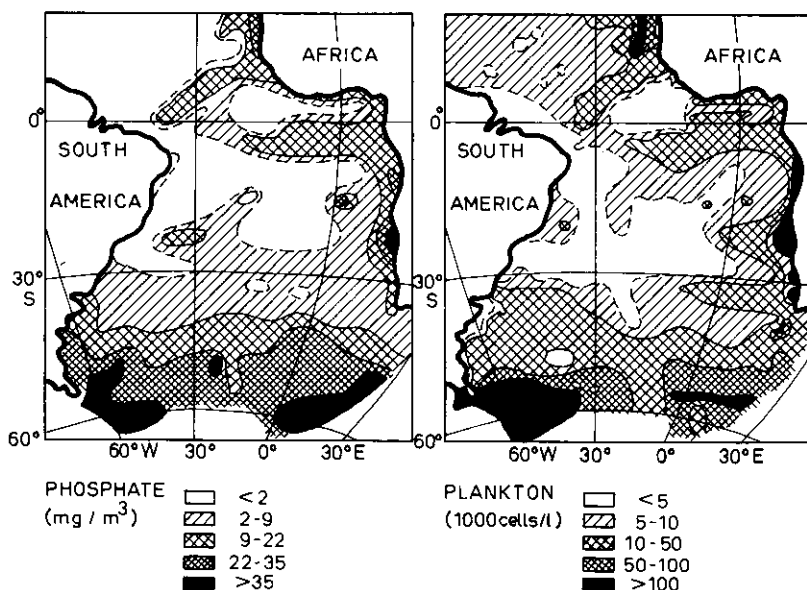 AFRICA
0°
SOUTH
AMERICA
30°
S
60°
60°W 0° 30°E
PHOSPHATE
(mg / m³)
<2
2-9
9-22
22-35
>35
AFRICA
0°
SOUTH
AMERICA
30°
S
60°
60°W 0° 30°E
PLANKTON
(1000cells/l)
<5
5-10
10-50
50-100
>100